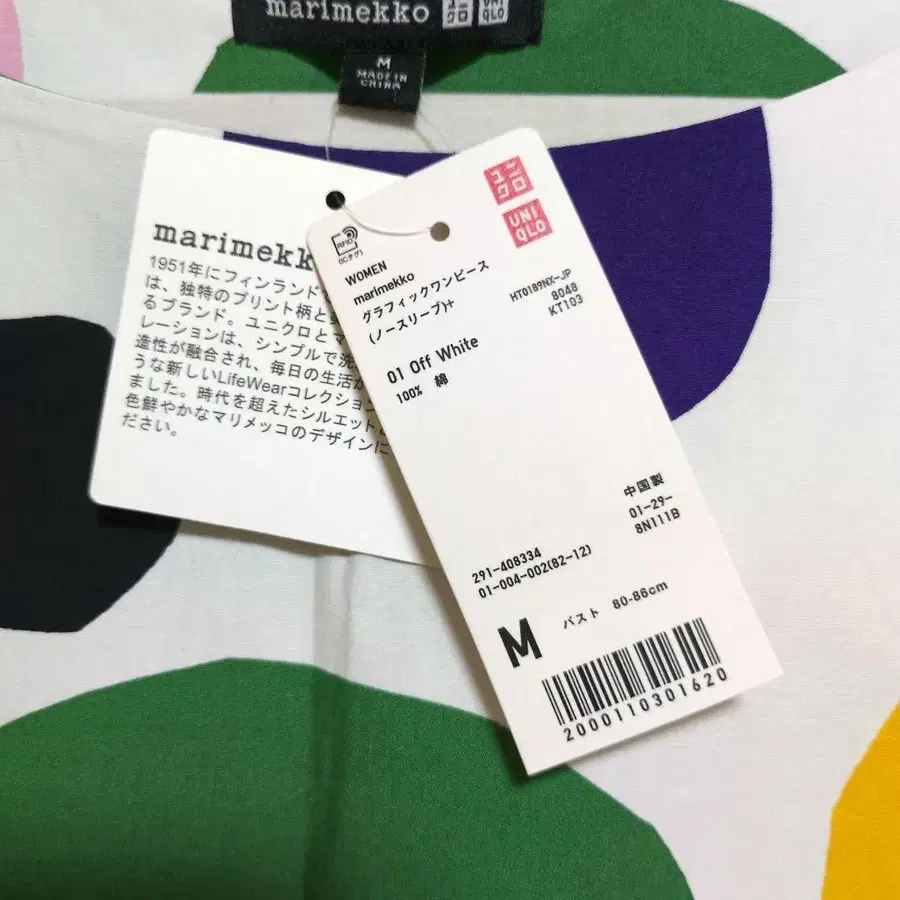 marimekko ユニクロ UNIQLO
M
MADE IN
CHINA
marimekko
1951年にフィンランド
は、独特のプリント柄と
るブランド。ユニクロとマ
レーションは、シンプルで洗
造性が融合され、毎日の生活が
うな新しいLifeWearコレクション
ました。時代を超えたシルエットと
色鮮やかなマリメッコのデザインに
ださい。
ユニクロ
UNIQLO
RFID
(ICタグ)
WOMEN
marimekko
グラフィックワンピース
(ノースリーブ)+
HT0189NX-JP
8048
KT103
01 Off White
100% 綿
中国製
01-29-
8N111B
291-408334
01-004-002(82-12)
M バスト 80-86cm
2000110301620